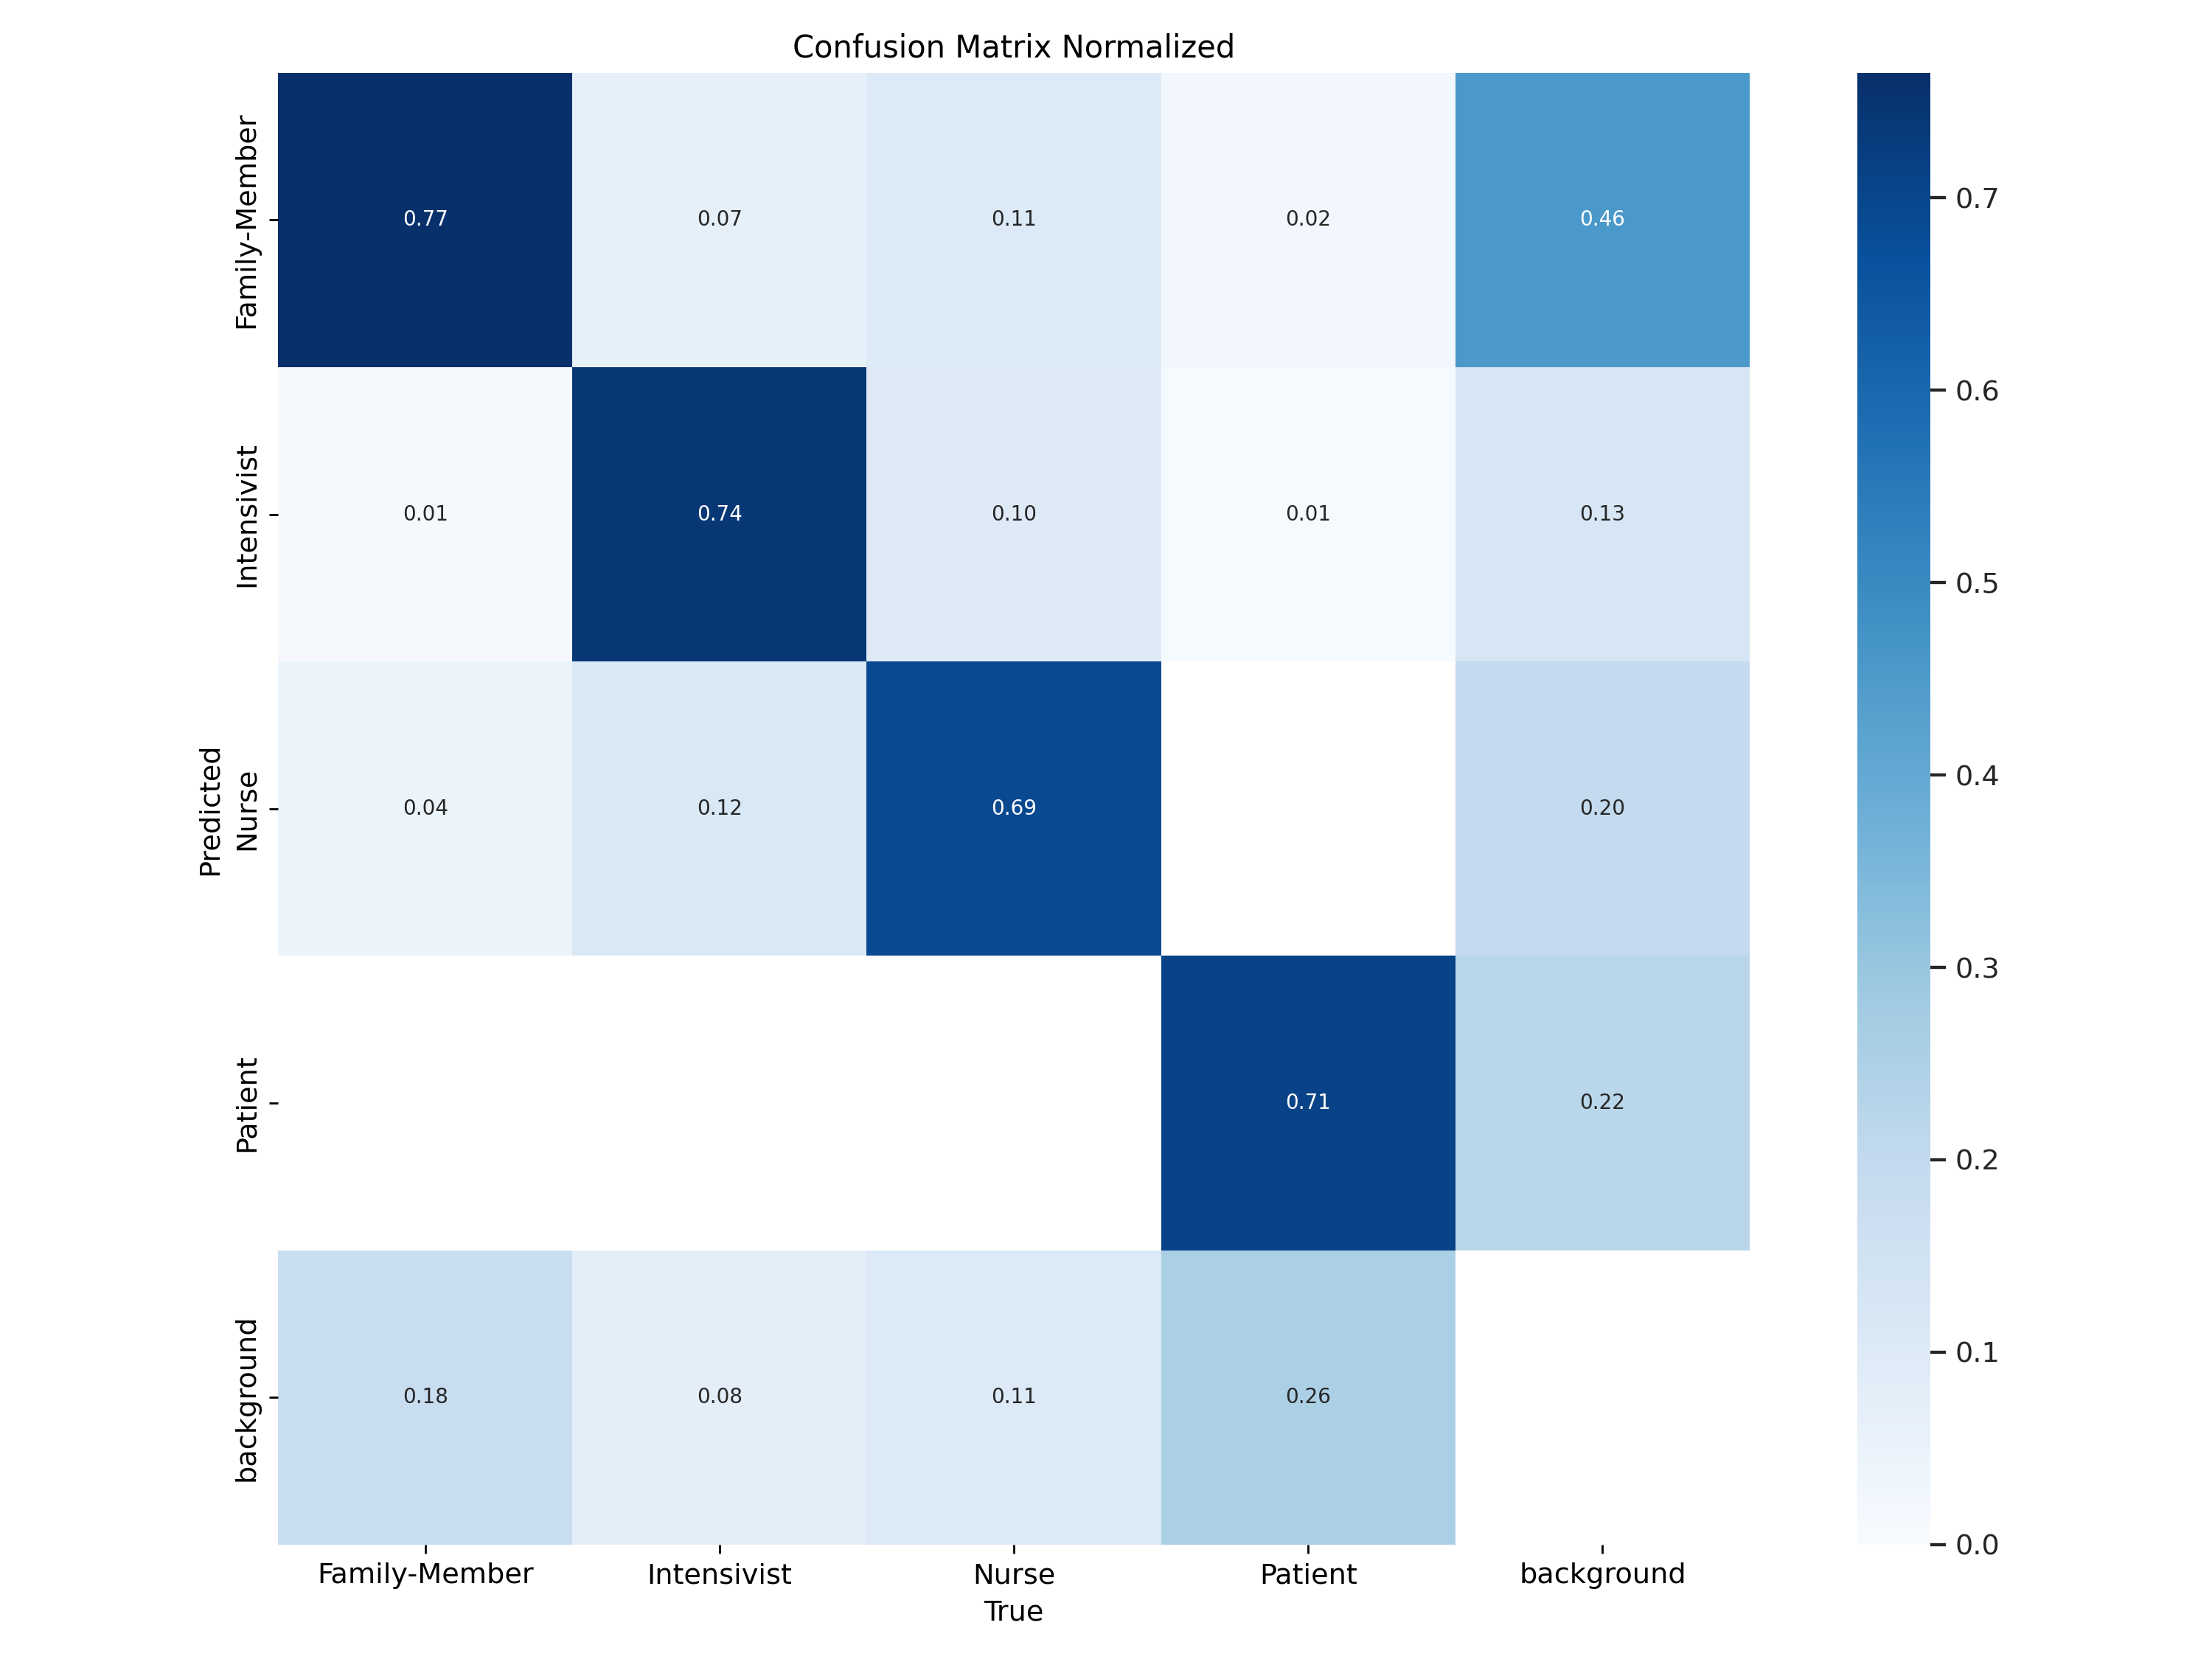 Confusion Matrix Normalized
Predicted
Family-Member
0.77
0.07
0.11
0.02
0.46
Intensivist
0.01
0.74
0.10
0.01
0.13
Nurse
0.04
0.12
0.69
0.20
Patient
0.71
0.22
background
0.18
0.08
0.11
0.26
Family-Member
Intensivist
Nurse
Patient
background
True
0.7
0.6
0.5
0.4
0.3
0.2
0.1
0.0